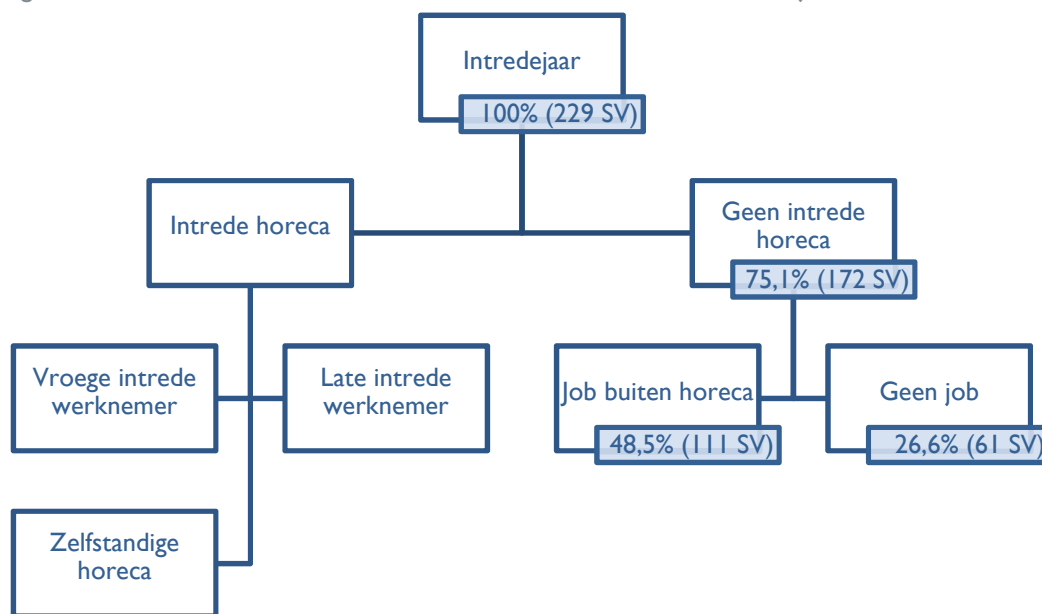 Intredejaar
100% (229 SV)
Intrede horeca
Geen intrede
horeca
75,1% (172 SV)
Vroege intrede
werknemer
Late intrede
werknemer
Job buiten horeca
48,5% (111 SV)
Geen job
26,6% (61 SV)
Zelfstandige
horeca